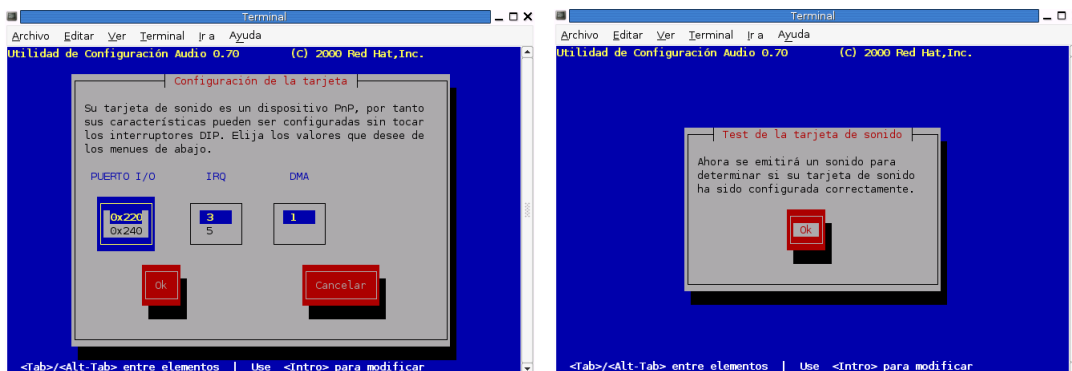 Terminal
Archivo Editar Ver Terminal Ir a Ayuda
Utilidad de Configuración Audio 0.70 (C) 2000 Red Hat,Inc.
Configuración de la tarjeta
Su tarjeta de sonido es un dispositivo PnP, por tanto
sus características pueden ser configuradas sin tocar
los interruptores DIP. Elija los valores que desee de
los menues de abajo.
PUERTO I/O IRQ DMA
0x220 3 1
0x240 5
Ok Cancelar
<Tab>/<Alt-Tab> entre elementos | Use <Intro> para modificar
Terminal
Archivo Editar Ver Terminal Ir a Ayuda
Utilidad de Configuración Audio 0.70 (C) 2000 Red Hat,Inc.
Test de la tarjeta de sonido
Ahora se emitirá un sonido para
determinar si su tarjeta de sonido
ha sido configurada correctamente.
Ok
<Tab>/<Alt-Tab> entre elementos | Use <Intro> para modificar